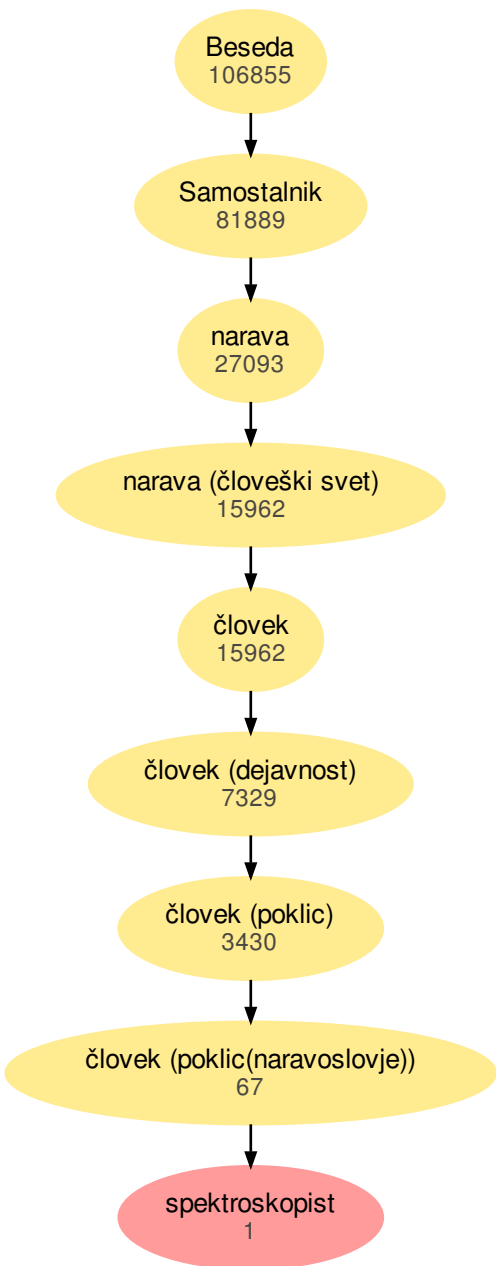 Beseda
106855
Samostalnik
81889
narava
27093
narava (človeški svet)
15962
človek
15962
človek (dejavnost)
7329
človek (poklic)
3430
človek (poklic(naravoslovje))
67
spektroskopist
1